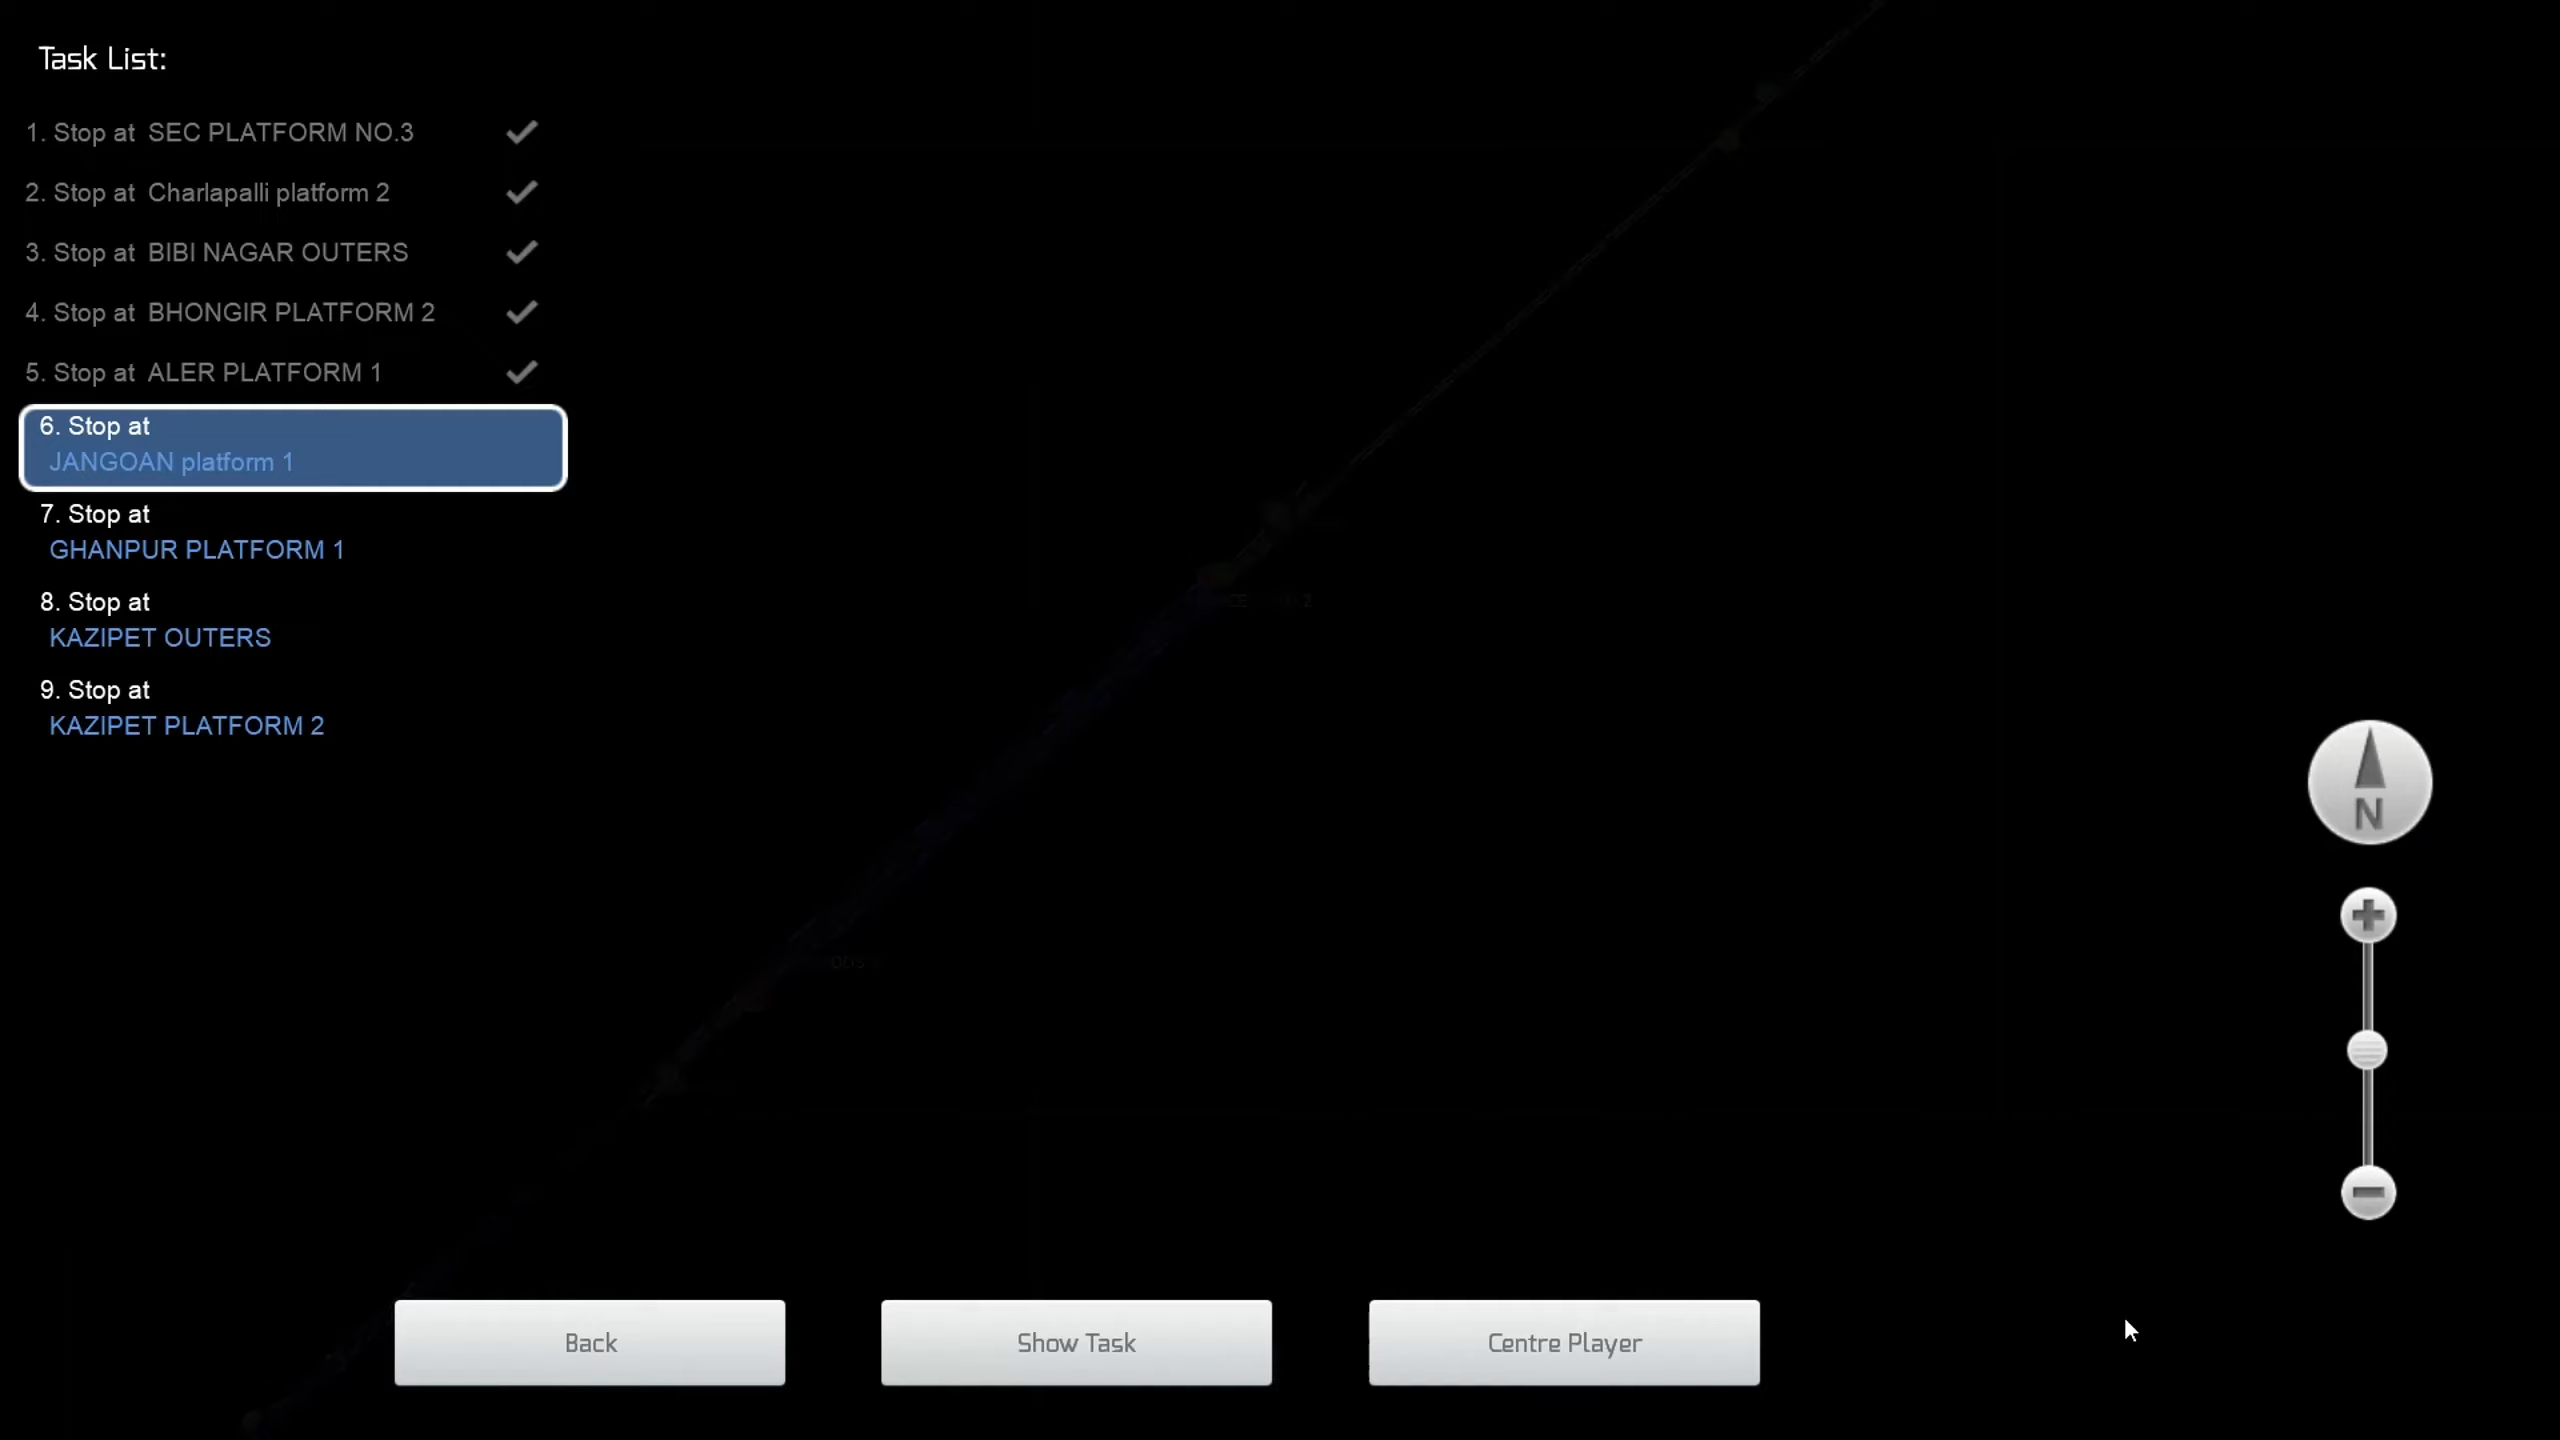 Task List:
1. Stop at SEC PLATFORM NO.3
2. Stop at Charlapalli platform 2
3. Stop at BIBI NAGAR OUTERS
4. Stop at BHONGIR PLATFORM 2
5. Stop at ALER PLATFORM 1
6. Stop at
JANGOAN platform 1
7. Stop at
GHANPUR PLATFORM 1
8. Stop at
KAZIPET OUTERS
9. Stop at
KAZIPET PLATFORM 2
N
Back
Show Task
Centre Player